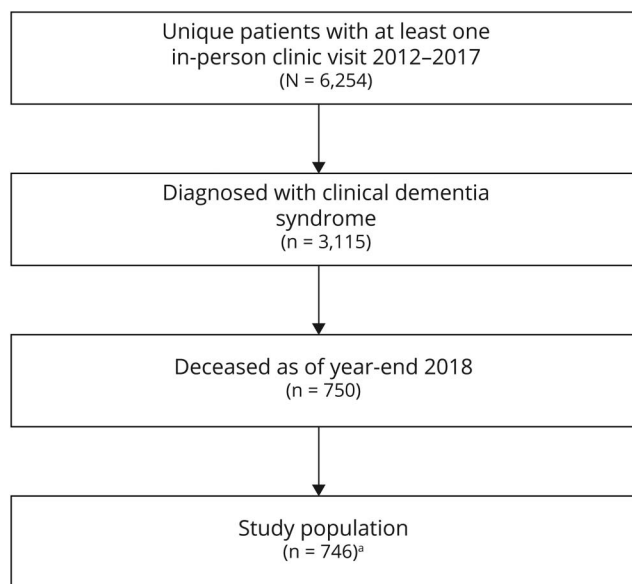 Unique patients with at least one
in-person clinic visit 2012–2017
(N = 6,254)
Diagnosed with clinical dementia
syndrome
(n = 3,115)
Deceased as of year-end 2018
(n = 750)
Study population
(n = 746)ᵃ